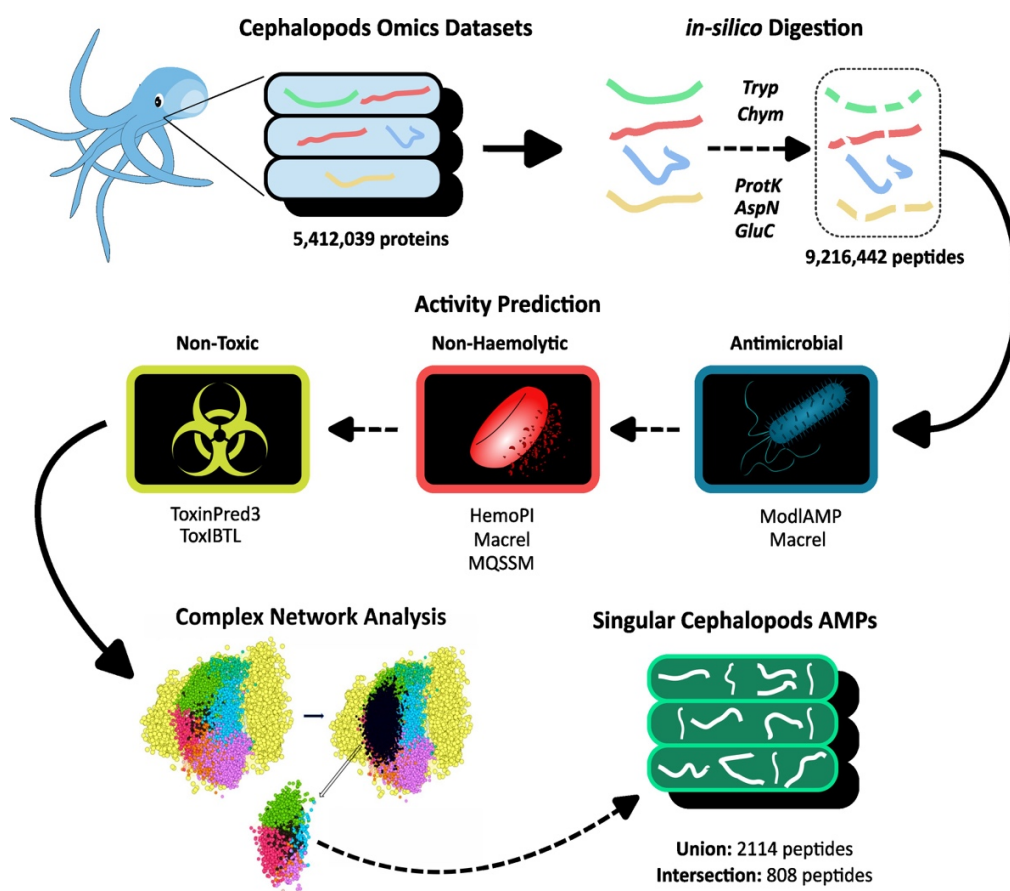 Cephalopods Omics Datasets
in-silico Digestion
Tryp
Chym
ProtK
AspN
GluC
5,412,039 proteins
9,216,442 peptides
Activity Prediction
Non-Toxic
Non-Haemolytic
Antimicrobial
ToxinPred3
ToxIBTL
HemoPI
Macrel
MQSSM
ModlAMP
Macrel
Complex Network Analysis
Singular Cephalopods AMPs
Union: 2114 peptides
Intersection: 808 peptides